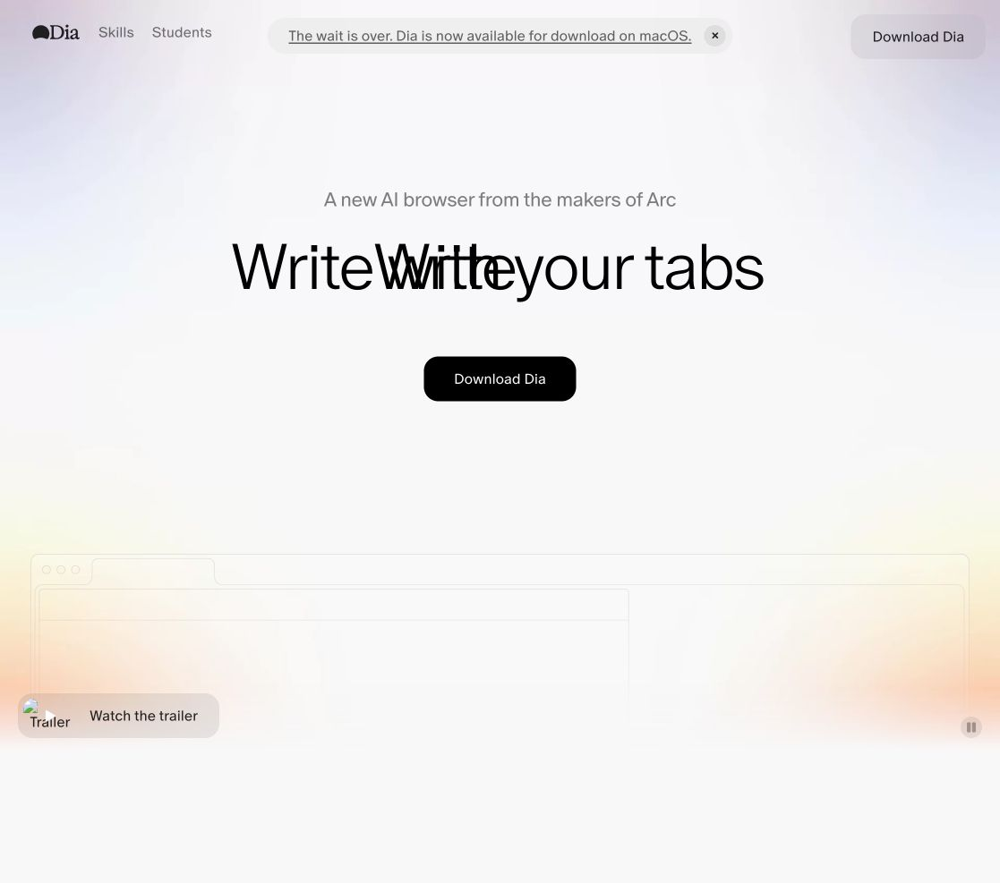 Dia
Skills
Students
The wait is over. Dia is now available for download on macOS.
Download Dia
A new AI browser from the makers of Arc
Write with your tabs
Write
Download Dia
Trailer
Watch the trailer